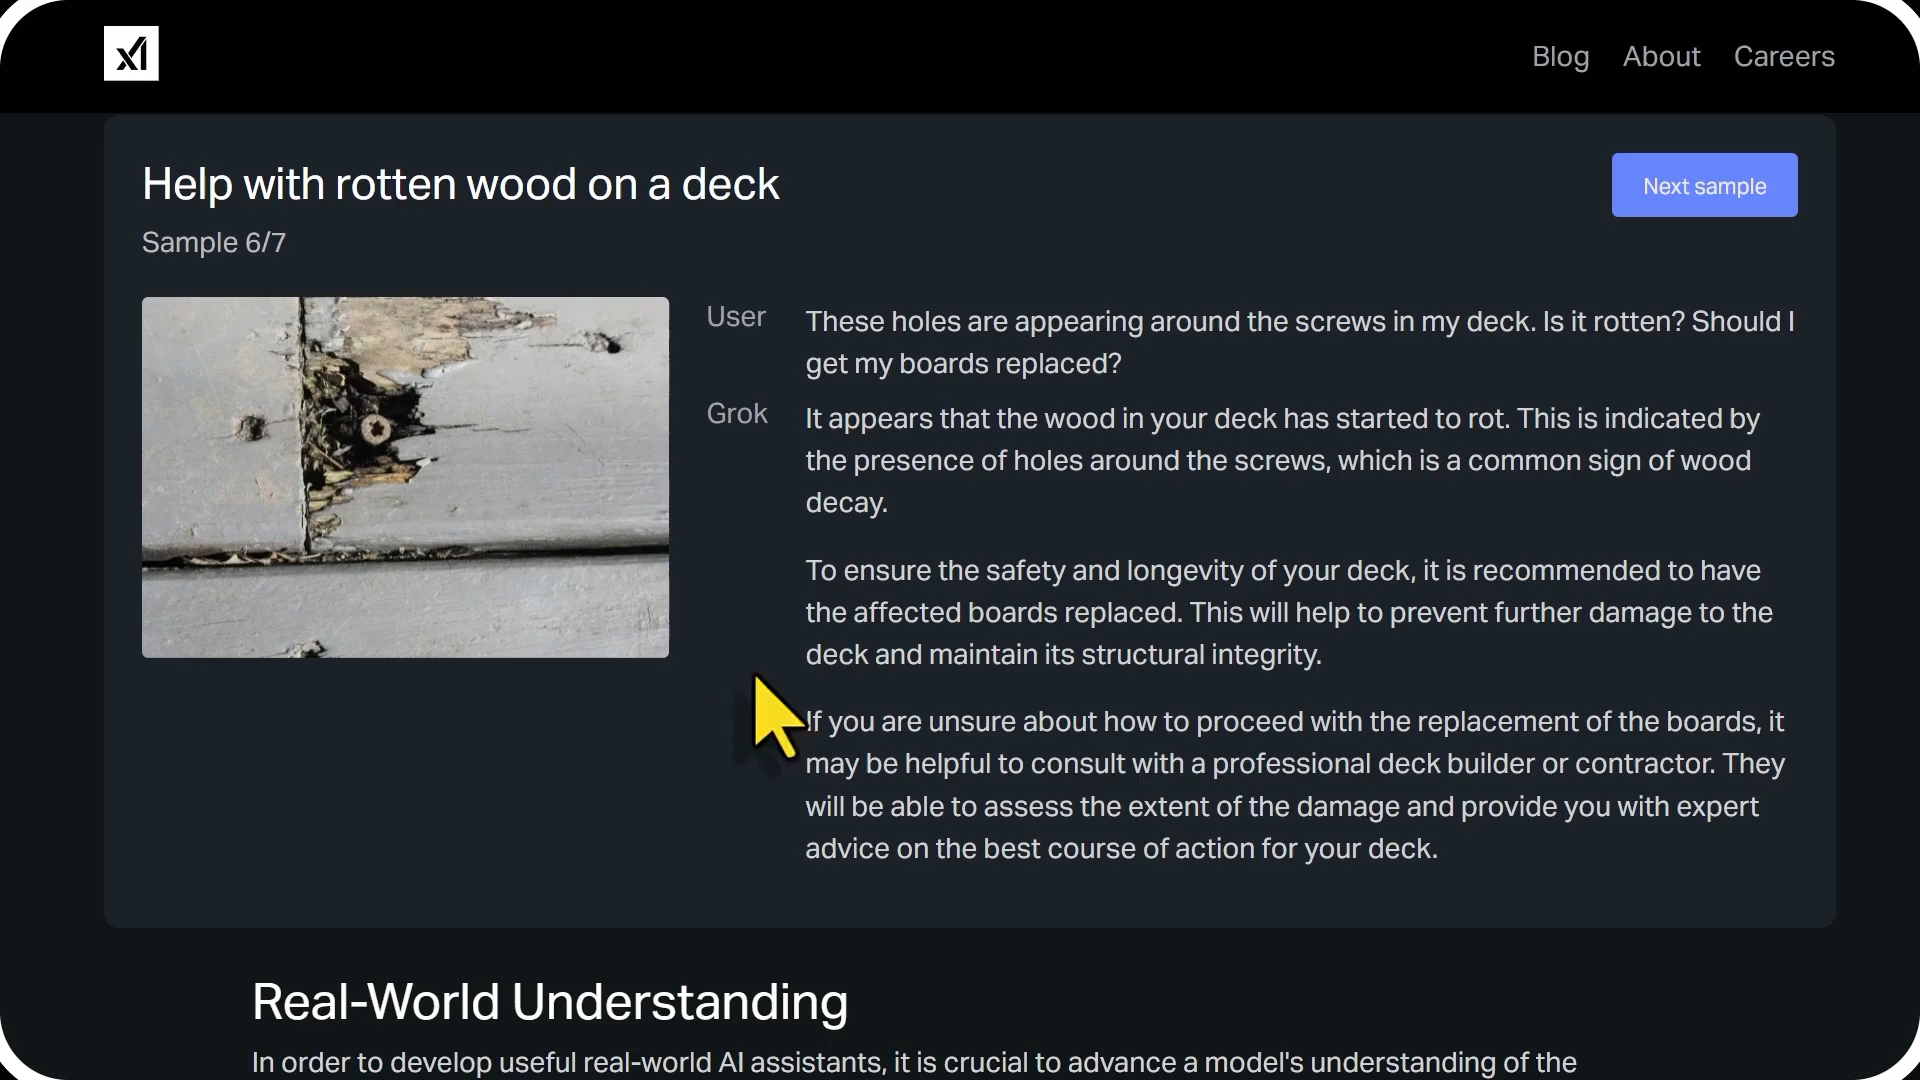 xI
Blog About Careers
Help with rotten wood on a deck
Next sample
Sample 6/7
User
These holes are appearing around the screws in my deck. Is it rotten? Should I
get my boards replaced?
Grok
It appears that the wood in your deck has started to rot. This is indicated by
the presence of holes around the screws, which is a common sign of wood
decay.
To ensure the safety and longevity of your deck, it is recommended to have
the affected boards replaced. This will help to prevent further damage to the
deck and maintain its structural integrity.
If you are unsure about how to proceed with the replacement of the boards, it
may be helpful to consult with a professional deck builder or contractor. They
will be able to assess the extent of the damage and provide you with expert
advice on the best course of action for your deck.
Real-World Understanding
In order to develop useful real-world AI assistants, it is crucial to advance a model's understanding of the